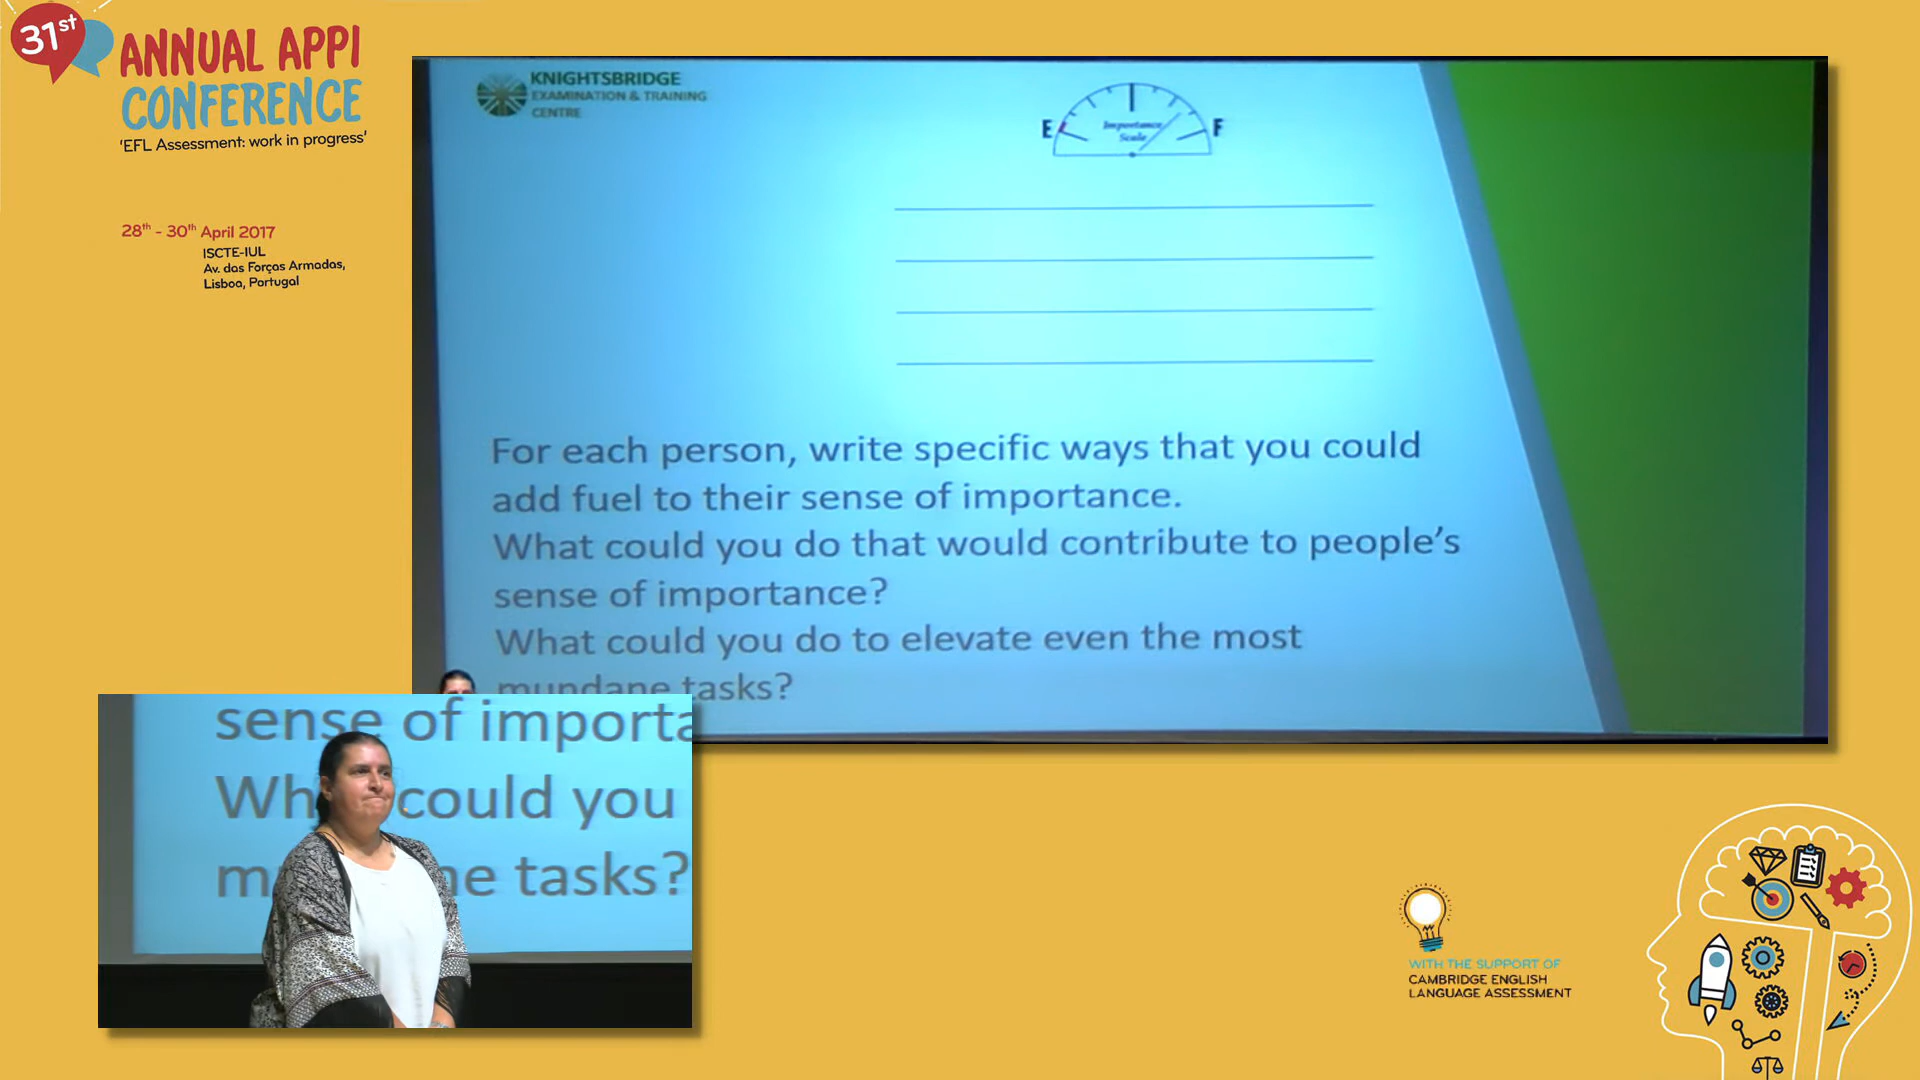 31st
ANNUAL APPI
CONFERENCE
'EFL Assessment: work in progress'
28th - 30th April 2017
ISCTE-IUL
Av. das Forças Armadas,
Lisboa, Portugal
KNIGHTSBRIDGE
EXAMINATION & TRAINING
CENTRE
E
Importance
Scale
F
For each person, write specific ways that you could
add fuel to their sense of importance.
What could you do that would contribute to people's
sense of importance?
What could you do to elevate even the most
mundane tasks?
sense of importa
Wh could you
m ne tasks?
WITH THE SUPPORT OF
CAMBRIDGE ENGLISH
LANGUAGE ASSESSMENT